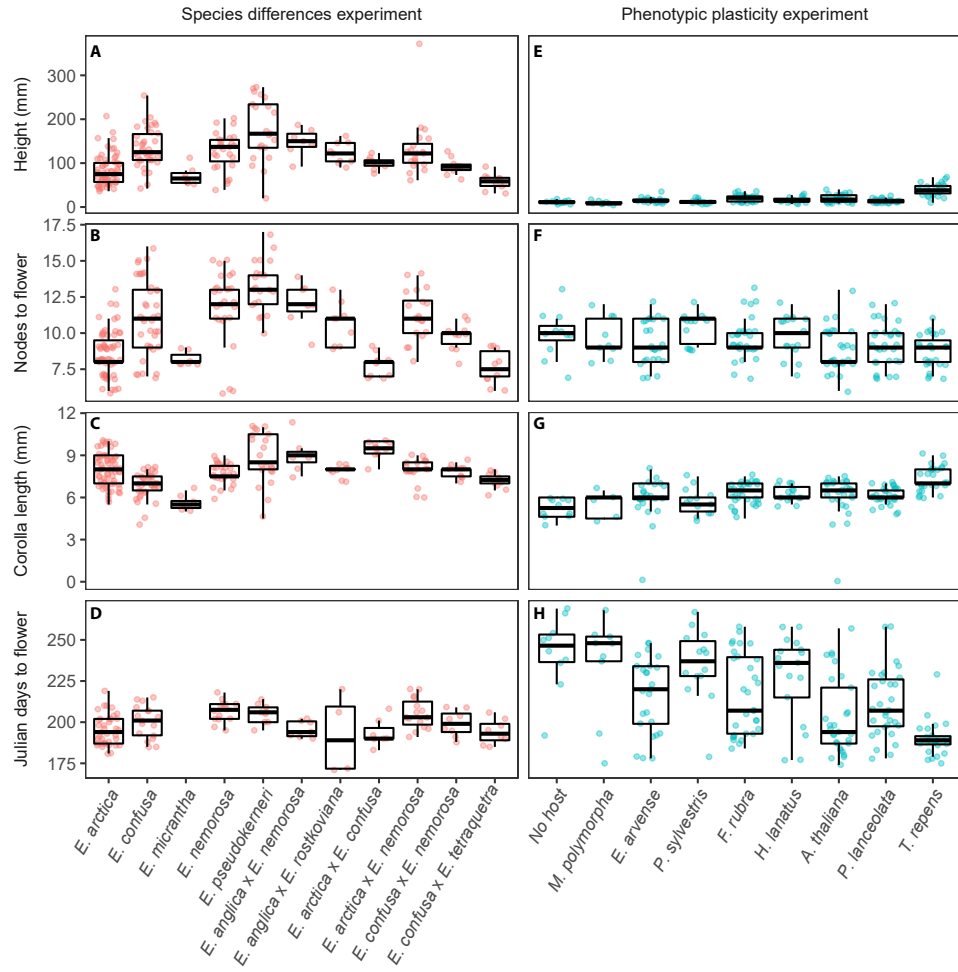 Species differences experiment
Phenotypic plasticity experiment
A
E
Height (mm)
300
200
100
0
B
F
Nodes to flower
17.5
15.0
12.5
10.0
7.5
C
G
Corolla length (mm)
12
9
6
3
0
D
H
Julian days to flower
250
225
200
175
E. arctica
E. confusa
E. micrantha
E. nemorosa
E. pseudokerneri
E. anglica x E. nemorosa
E. anglica x E. rostkoviana
E. arctica x E. confusa
E. arctica x E. nemorosa
E. confusa x E. nemorosa
E. confusa x E. tetraquetra
No host
M. polymorpha
E. arvense
P. sylvestris
F. rubra
H. lanatus
A. thaliana
P. lanceolata
T. repens